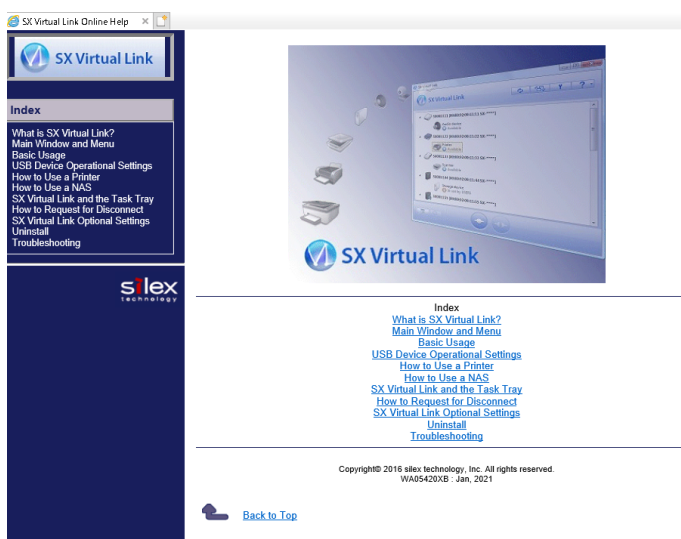 SX Virtual Link Online Help
SX Virtual Link
Index
What is SX Virtual Link?
Main Window and Menu
Basic Usage
USB Device Operational Settings
How to Use a Printer
How to Use a NAS
SX Virtual Link and the Task Tray
How to Request for Disconnect
SX Virtual Link Optional Settings
Uninstall
Troubleshooting
silex
technology
SX Virtual Link
SX Virtual Link
Index
What is SX Virtual Link?
Main Window and Menu
Basic Usage
USB Device Operational Settings
How to Use a Printer
How to Use a NAS
SX Virtual Link and the Task Tray
How to Request for Disconnect
SX Virtual Link Optional Settings
Uninstall
Troubleshooting
Copyright© 2016 silex technology, Inc. All rights reserved.
WA05420XB : Jan, 2021
Back to Top